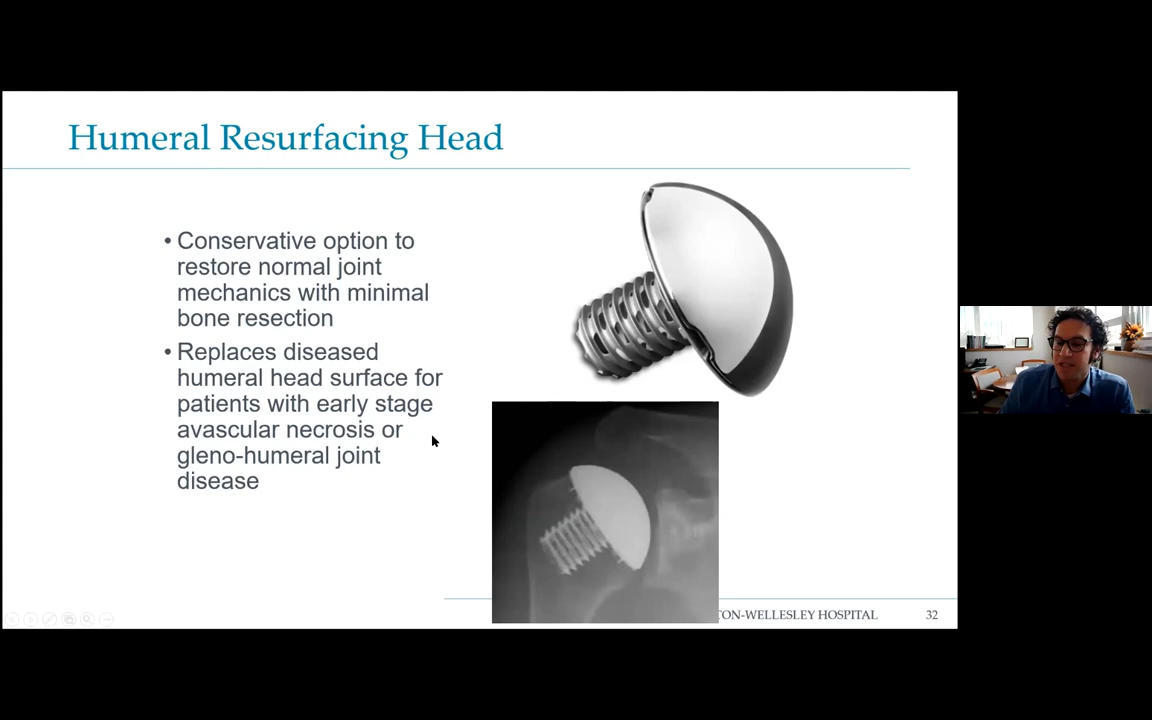 Humeral Resurfacing Head
• Conservative option to
restore normal joint
mechanics with minimal
bone resection
• Replaces diseased
humeral head surface for
patients with early stage
avascular necrosis or
gleno-humeral joint
disease
TON-WELLESLEY HOSPITAL
32